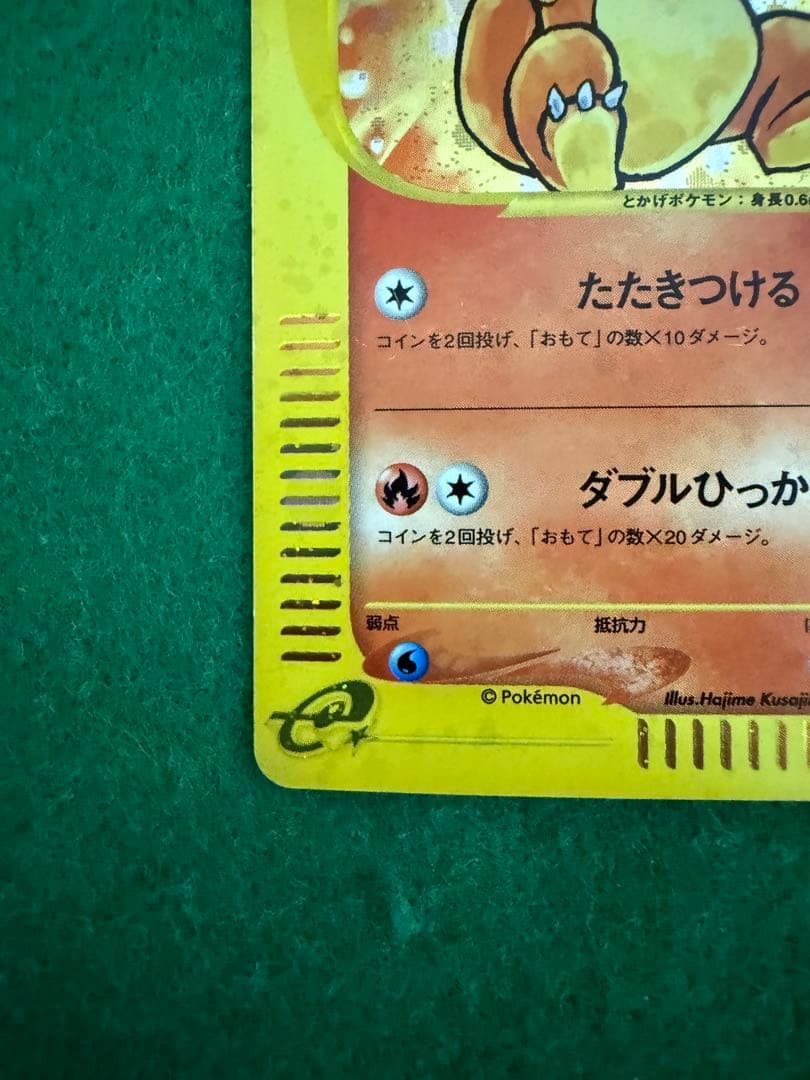 とかげポケモン：身長0.6
たたきつける
コインを2回投げ、「おもて」の数×10ダメージ。
ダブルひっか
コインを2回投げ、「おもて」の数×20ダメージ。
弱点 抵抗力
© Pokémon Illus.Hajime
e